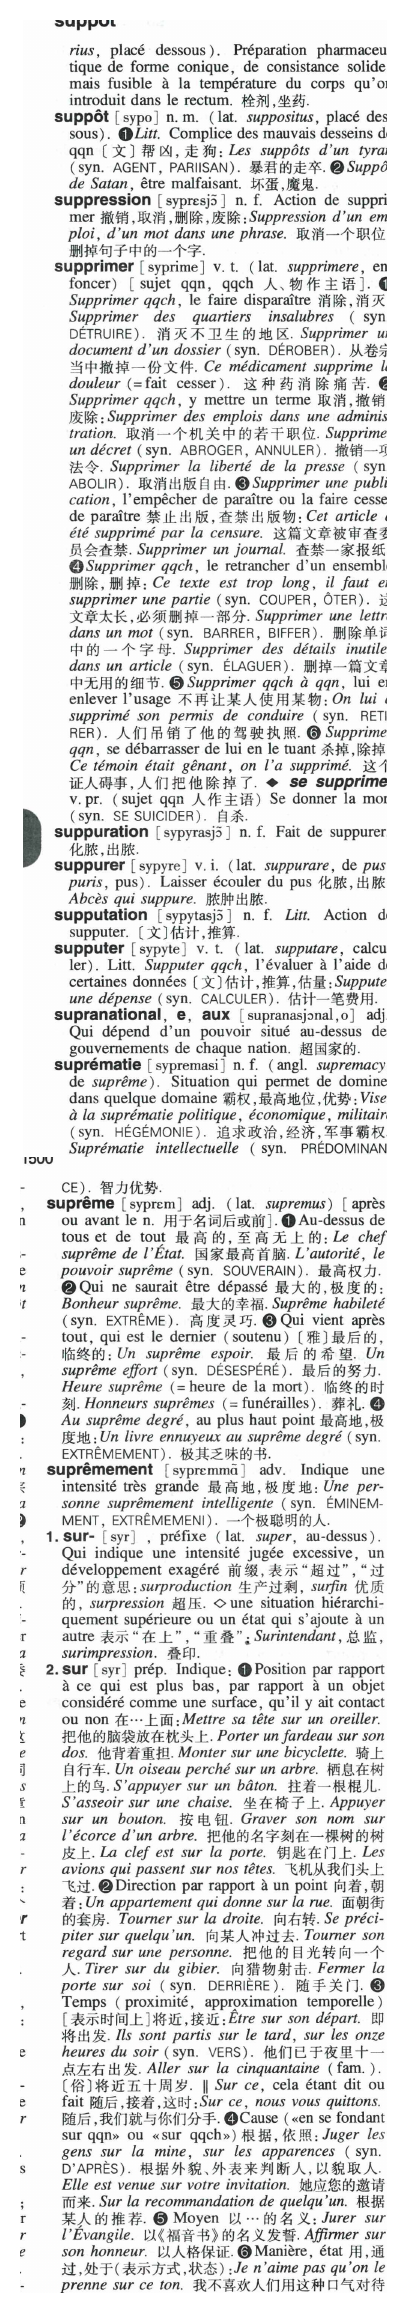 suppôt
rius, placé dessous). Préparation pharmaceu
tique de forme conique, de consistance solide
mais fusible à la température du corps qu'o
introduit dans le rectum. 栓剂,坐药.
suppôt [sypo] n. m. (lat. suppositus, placé des
sous). ❶Litt. Complice des mauvais desseins d
qqn [文] 帮凶,走狗: Les suppôts d'un tyra
(syn. AGENT, PARIISAN). 暴君的走卒. ❷Suppô
de Satan, être malfaisant. 坏蛋,魔鬼.
suppression [sypresjɔ̃] n. f. Action de suppri
mer 撤销,取消,删除,废除:Suppression d'un em
ploi, d'un mot dans une phrase. 取消一个职位
删掉句子中的一个字.
supprimer [syprime] v. t. (lat. supprimere, en
foncer) [sujet qqn, qqch 人、物作主语]. ❶
Supprimer qqch, le faire disparaître 消除,消灭
Supprimer des quartiers insalubres (syn
DÉTRUIRE). 消灭不卫生的地区. Supprimer u
document d'un dossier (syn. DÉROBER). 从卷宗
当中撤掉一份文件. Ce médicament supprime l
douleur (=fait cesser). 这种药消除痛苦. ❷
Supprimer qqch, y mettre un terme 取消,撤销
废除:Supprimer des emplois dans une adminis
tration. 取消一个机关中的若干职位. Supprime
un décret (syn. ABROGER, ANNULER). 撤销一项
法令. Supprimer la liberté de la presse (syn
ABOLIR). 取消出版自由. ❸Supprimer une publi
cation, l'empêcher de paraître ou la faire cesse
de paraître 禁止出版,查禁出版物: Cet article
été supprimé par la censure. 这篇文章被审查委
员会查禁. Supprimer un journal. 查禁一家报纸
❹Supprimer qqch, le retrancher d'un ensembl
删除,删掉: Ce texte est trop long, il faut e
supprimer une partie (syn. COUPER, ÔTER). 这
文章太长,必须删掉一部分. Supprimer une lettr
dans un mot (syn. BARRER, BIFFER). 删除单词
中的一个字母. Supprimer des détails inutile
dans un article (syn. ÉLAGUER). 删掉一篇文章
中无用的细节. ❺Supprimer qqch à qqn, lui e
enlever l'usage 不再让某人使用某物: On lui
supprimé son permis de conduire (syn. RETI
RER). 人们吊销了他的驾驶执照. ❻Supprime
qqn, se débarrasser de lui en le tuant 杀掉,除掉
Ce témoin était gênant, on l'a supprimé. 这个
证人碍事,人们把他除掉了. ◆ se supprime
v. pr. (sujet qqn 人作主语) Se donner la mor
(syn. SE SUICIDER). 自杀.
suppuration [sypyrasjɔ̃] n. f. Fait de suppurer
化脓,出脓.
suppurer [sypyre] v. i. (lat. suppurare, de pus
puris, pus). Laisser écouler du pus 化脓,出脓
Abcès qui suppure. 脓肿出脓.
supputation [sypytasjɔ̃] n. f. Litt. Action d
supputer. [文]估计,推算.
supputer [sypyte] v. t. (lat. supputare, calcu
ler). Litt. Supputer qqch, l'évaluer à l'aide d
certaines données [文]估计,推算,估量:Suppute
une dépense (syn. CALCULER). 估计一笔费用.
supranational, e, aux [supranasjɔnal,o] adj
Qui dépend d'un pouvoir situé au-dessus de
gouvernements de chaque nation. 超国家的.
suprématie [sypremasi] n. f. (angl. supremacy
de suprême). Situation qui permet de domine
dans quelque domaine 霸权,最高地位,优势: Vise
à la suprématie politique, économique, militair
(syn. HÉGÉMONIE). 追求政治,经济,军事霸权
Suprématie intellectuelle (syn. PRÉDOMINAN
1500
CE). 智力优势.
suprême [syprɛm] adj. (lat. supremus) [après
ou avant le n. 用于名词后或前]. ❶Au-dessus de
tous et de tout 最高的,至高无上的: Le chef
suprême de l'État. 国家最高首脑. L'autorité, le
pouvoir suprême (syn. SOUVERAIN). 最高权力.
❷Qui ne saurait être dépassé 最大的,极度的:
Bonheur suprême. 最大的幸福. Suprême habileté
(syn. EXTRÊME). 高度灵巧. ❸Qui vient après
tout, qui est le dernier (soutenu) [雅]最后的,
临终的: Un suprême espoir. 最后的希望. Un
suprême effort (syn. DÉSESPÉRÉ). 最后的努力.
Heure suprême (=heure de la mort). 临终的时
刻. Honneurs suprêmes (=funérailles). 葬礼. ❹
Au suprême degré, au plus haut point 最高地,极
度地:Un livre ennuyeux au suprême degré (syn.
EXTRÊMEMENT). 极其乏味的书.
suprêmement [syprɛmmɑ̃] adv. Indique une
intensité très grande 最高地,极度地: Une per-
sonne suprêmement intelligente (syn. ÉMINEM-
MENT, EXTRÊMEMENI). 一个极聪明的人.
1. sur- [syr] , préfixe (lat. super, au-dessus).
Qui indique une intensité jugée excessive, un
développement exagéré 前缀,表示“超过”,“过
分”的意思:surproduction 生产过剩, surfin 优质
的, surpression 超压. ◇une situation hiérarchi-
quement supérieure ou un état qui s'ajoute à un
autre 表示“在上”,“重叠”; Surintendant,总监,
surimpression. 叠印.
2. sur [syr] prép. Indique: ❶Position par rapport
à ce qui est plus bas, par rapport à un objet
considéré comme une surface, qu'il y ait contact
ou non 在…上面:Mettre sa tête sur un oreiller.
把他的脑袋放在枕头上. Porter un fardeau sur son
dos. 他背着重担. Monter sur une bicyclette. 骑上
自行车. Un oiseau perché sur un arbre. 栖息在树
上的鸟. S'appuyer sur un bâton. 拄着一根棍儿.
S'asseoir sur une chaise. 坐在椅子上. Appuyer
sur un bouton. 按电钮. Graver son nom sur
l'écorce d'un arbre. 把他的名字刻在一棵树的树
皮上. La clef est sur la porte. 钥匙在门上. Les
avions qui passent sur nos têtes. 飞机从我们头上
飞过. ❷Direction par rapport à un point 向着,朝
着: Un appartement qui donne sur la rue. 面朝街
的套房. Tourner sur la droite. 向右转. Se préci-
piter sur quelqu'un. 向某人冲过去. Tourner son
regard sur une personne. 把他的目光转向一个
人. Tirer sur du gibier. 向猎物射击. Fermer la
porte sur soi (syn. DERRIÈRE). 随手关门. ❸
Temps (proximité, approximation temporelle)
[表示时间上]将近,接近: Être sur son départ. 即
将出发. Ils sont partis sur le tard, sur les onze
heures du soir (syn. VERS). 他们已于夜里十一
点左右出发. Aller sur la cinquantaine (fam.).
[俗]将近五十周岁. ‖ Sur ce, cela étant dit ou
fait 随后,接着,这时:Sur ce, nous vous quittons.
随后,我们就与你们分手. ❹Cause («en se fondant
sur qqn» ou «sur qqch») 根据,依照: Juger les
gens sur la mine, sur les apparences (syn.
D'APRÈS). 根据外貌、外表来判断人,以貌取人.
Elle est venue sur votre invitation. 她应您的邀请
而来. Sur la recommandation de quelqu'un. 根据
某人的推荐. ❺ Moyen 以…的名义: Jurer sur
l'Évangile. 以《福音书》的名义发誓. Affirmer sur
son honneur. 以人格保证. ❻Manière, état 用,通
过,处于(表示方式,状态):Je n'aime pas qu'on le
prenne sur ce ton. 我不喜欢人们用这种口气对待